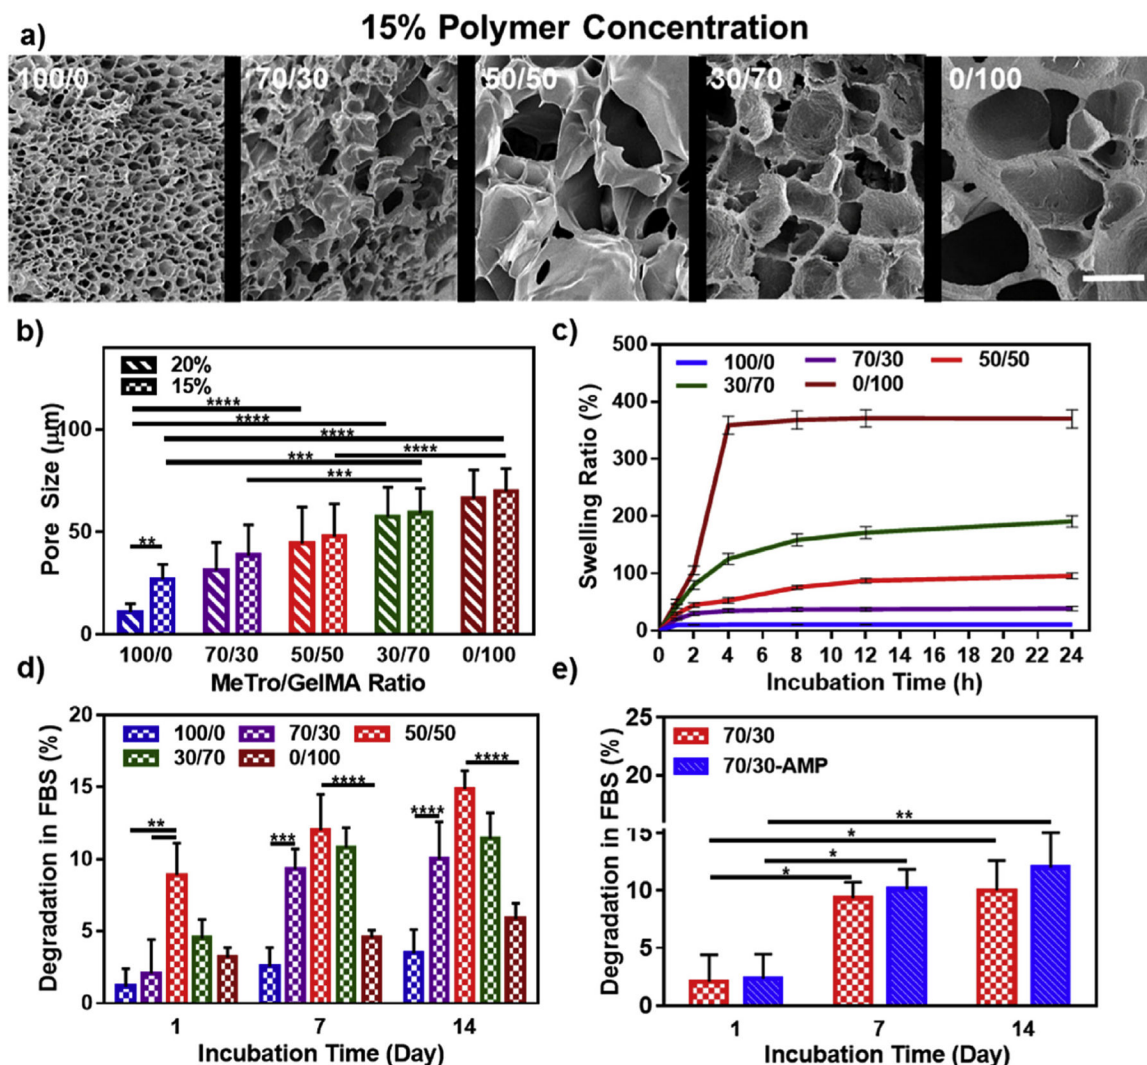 15% Polymer Concentration
a)
100/0 70/30 50/50 30/70 0/100
b)
20%
15%
****
****
****
*** ****
***
**
Pore Size (μm)
100
50
0
100/0 70/30 50/50 30/70 0/100
MeTro/GelMA Ratio
c)
100/0 70/30 50/50
30/70 0/100
Swelling Ratio (%)
500
400
300
200
100
0
0 2 4 6 8 10 12 14 16 18 20 22 24
Incubation Time (h)
d)
100/0 70/30 50/50
30/70 0/100
**
*** ****
**** ****
Degradation in FBS (%)
20
15
10
5
0
1 7 14
Incubation Time (Day)
e)
70/30
70/30-AMP
**
*
*
*
Degradation in FBS (%)
25
20
15
10
5
0
1 7 14
Incubation Time (Day)